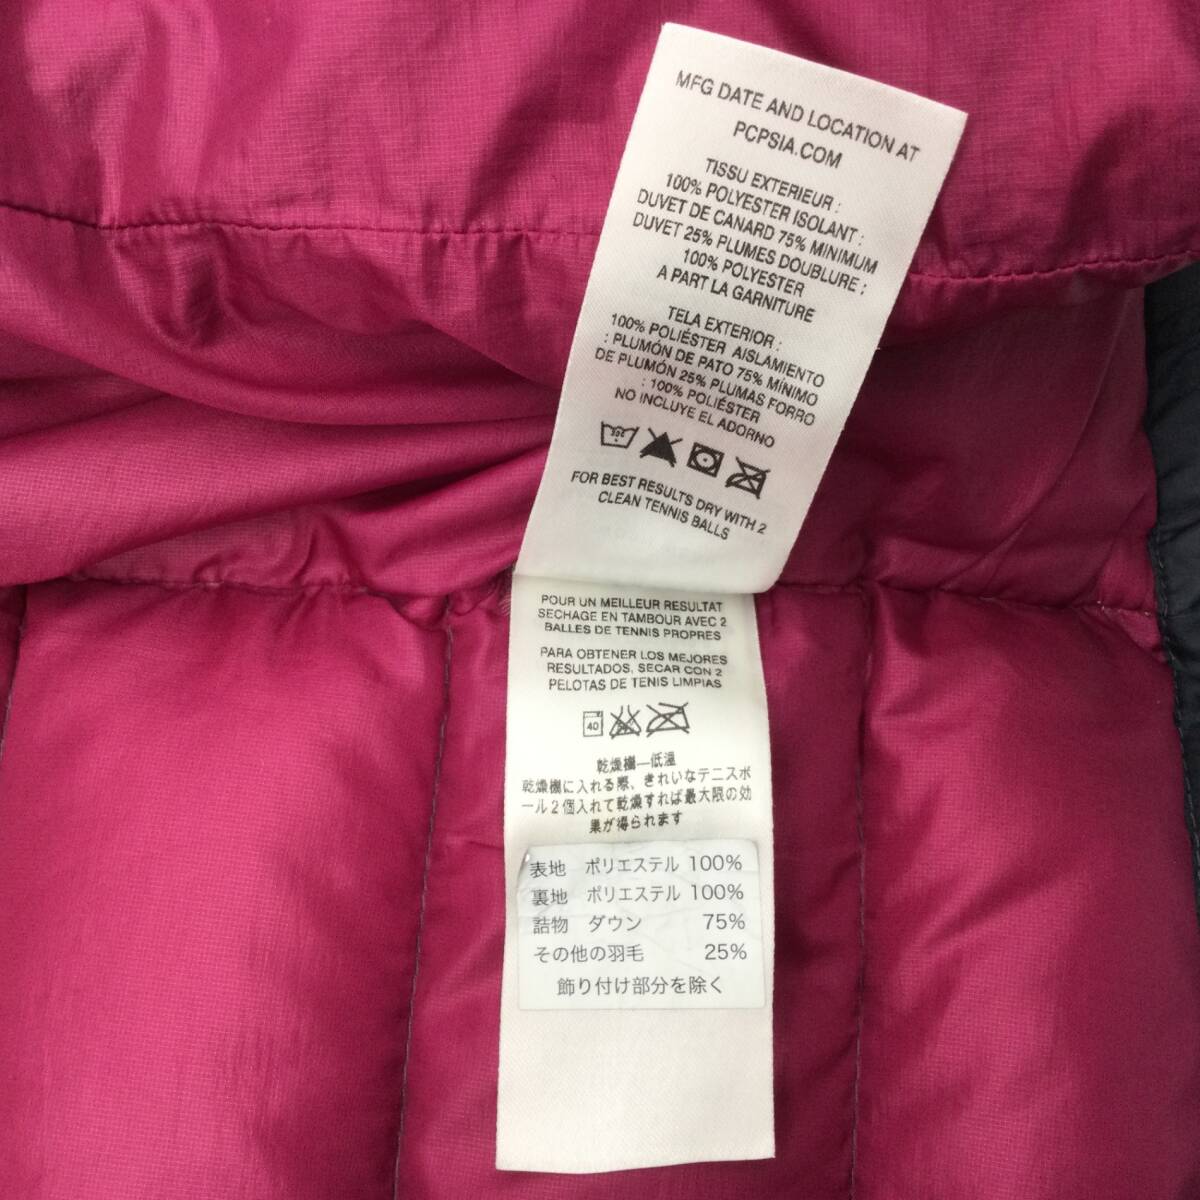 MFG DATE AND LOCATION AT
PCPSIA.COM
TISSU EXTERIEUR :
100% POLYESTER ISOLANT :
DUVET DE CANARD 75% MINIMUM
DUVET 25% PLUMES DOUBLURE :
100% POLYESTER
A PART LA GARNITURE
TELA EXTERIOR :
100% POLIÉSTER AISLAMIENTO
: PLUMÓN DE PATO 75% MÍNIMO
DE PLUMÓN 25% PLUMAS FORRO
: 100% POLIÉSTER
NO INCLUYE EL ADORNO
FOR BEST RESULTS DRY WITH 2
CLEAN TENNIS BALLS
POUR UN MEILLEUR RESULTAT
SECHAGE EN TAMBOUR AVEC 2
BALLES DE TENNIS PROPRES
PARA OBTENER LOS MEJORES
RESULTADOS, SECAR CON 2
PELOTAS DE TENIS LIMPIAS
40
乾燥機—低温
乾燥機に入れる際、きれいなテニスボ
ール2個入れて乾燥すれば最大限の効
果が得られます
表地 ポリエステル 100%
裏地 ポリエステル 100%
詰物 ダウン 75%
その他の羽毛 25%
飾り付け部分を除く